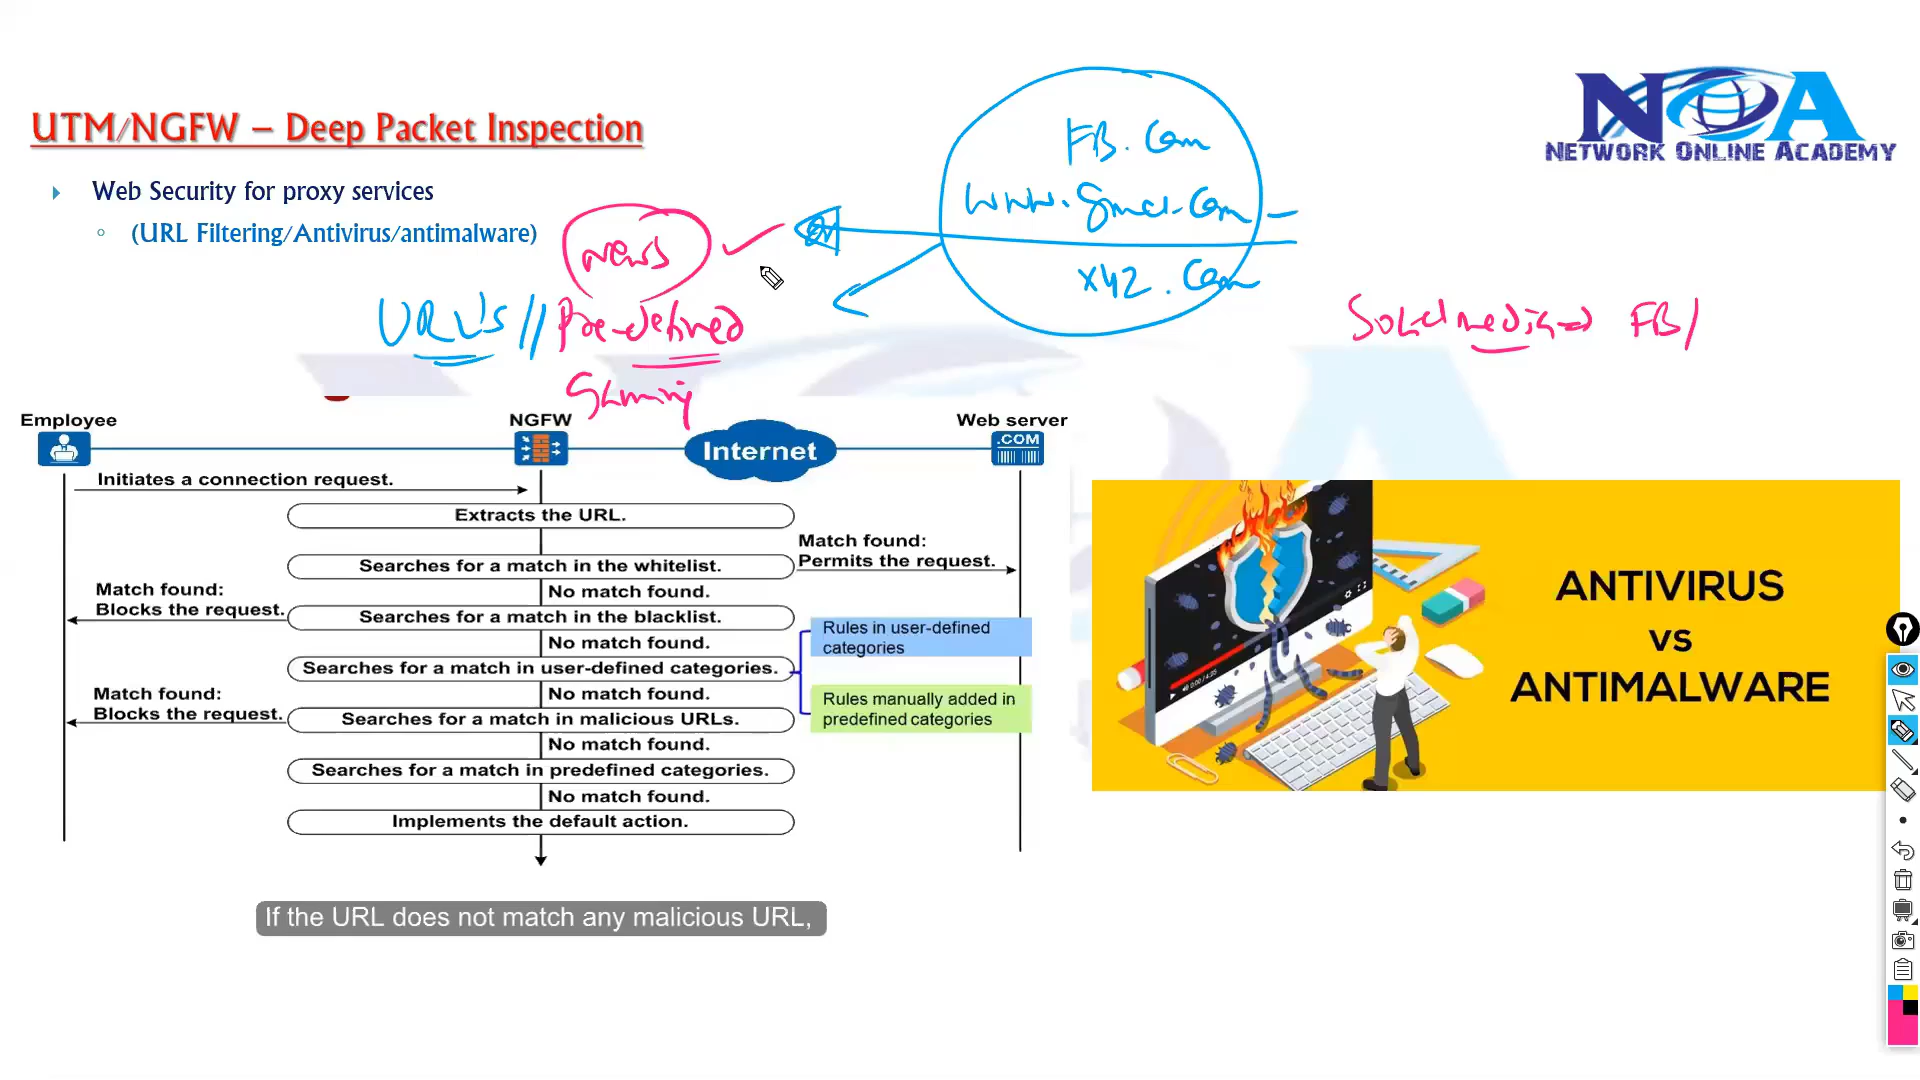 UTM/NGFW – Deep Packet Inspection
NOA
NETWORK ONLINE ACADEMY
Web Security for proxy services
(URL Filtering/Antivirus/antimalware)
FB. Com
www.Gmail.Com
xyz.Com
News
URL's // Pre-defined
Gaming
Social media → FB/
Employee
NGFW
Internet
Web server
.COM
Initiates a connection request.
Extracts the URL.
Match found:
Permits the request.
Searches for a match in the whitelist.
No match found.
Match found:
Blocks the request.
Searches for a match in the blacklist.
No match found.
Rules in user-defined
categories
Searches for a match in user-defined categories.
No match found.
Rules manually added in
predefined categories
Match found:
Blocks the request.
Searches for a match in malicious URLs.
No match found.
Searches for a match in predefined categories.
No match found.
Implements the default action.
ANTIVIRUS
VS
ANTIMALWARE
If the URL does not match any malicious URL,